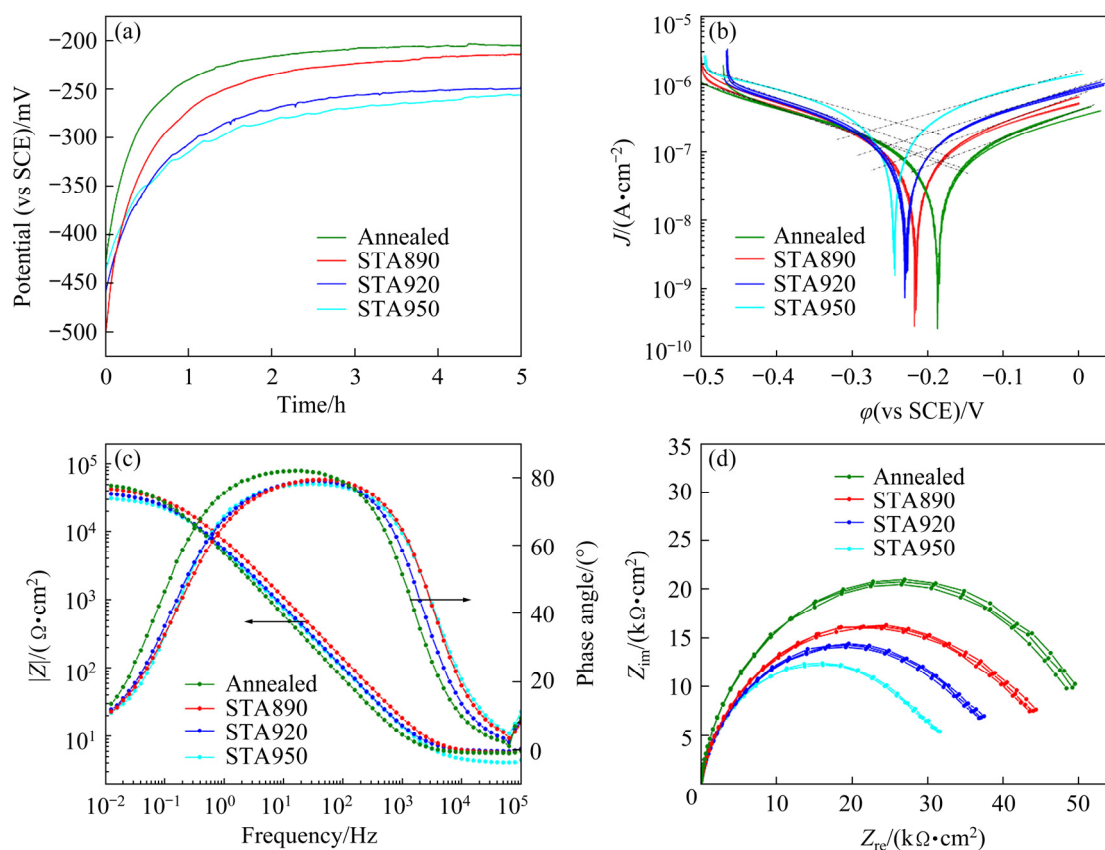 (a)
−200
−250
−300
−350
−400
−450
−500
Potential (vs SCE)/mV
Annealed
STA890
STA920
STA950
0 1 2 3 4 5
Time/h
(b)
10⁻⁵
10⁻⁶
10⁻⁷
10⁻⁸
10⁻⁹
10⁻¹⁰
J/(A•cm⁻²)
Annealed
STA890
STA920
STA950
−0.5 −0.4 −0.3 −0.2 −0.1 0
φ(vs SCE)/V
(c)
10⁵
10⁴
10³
10²
10¹
|Z|/(Ω•cm²)
80
60
40
20
0
Phase angle/(°)
Annealed
STA890
STA920
STA950
10⁻² 10⁻¹ 10⁰ 10¹ 10² 10³ 10⁴ 10⁵
Frequency/Hz
(d)
35
30
25
20
15
10
5
0
Z_im/(kΩ•cm²)
Annealed
STA890
STA920
STA950
10 20 30 40 50
Z_re/(kΩ•cm²)